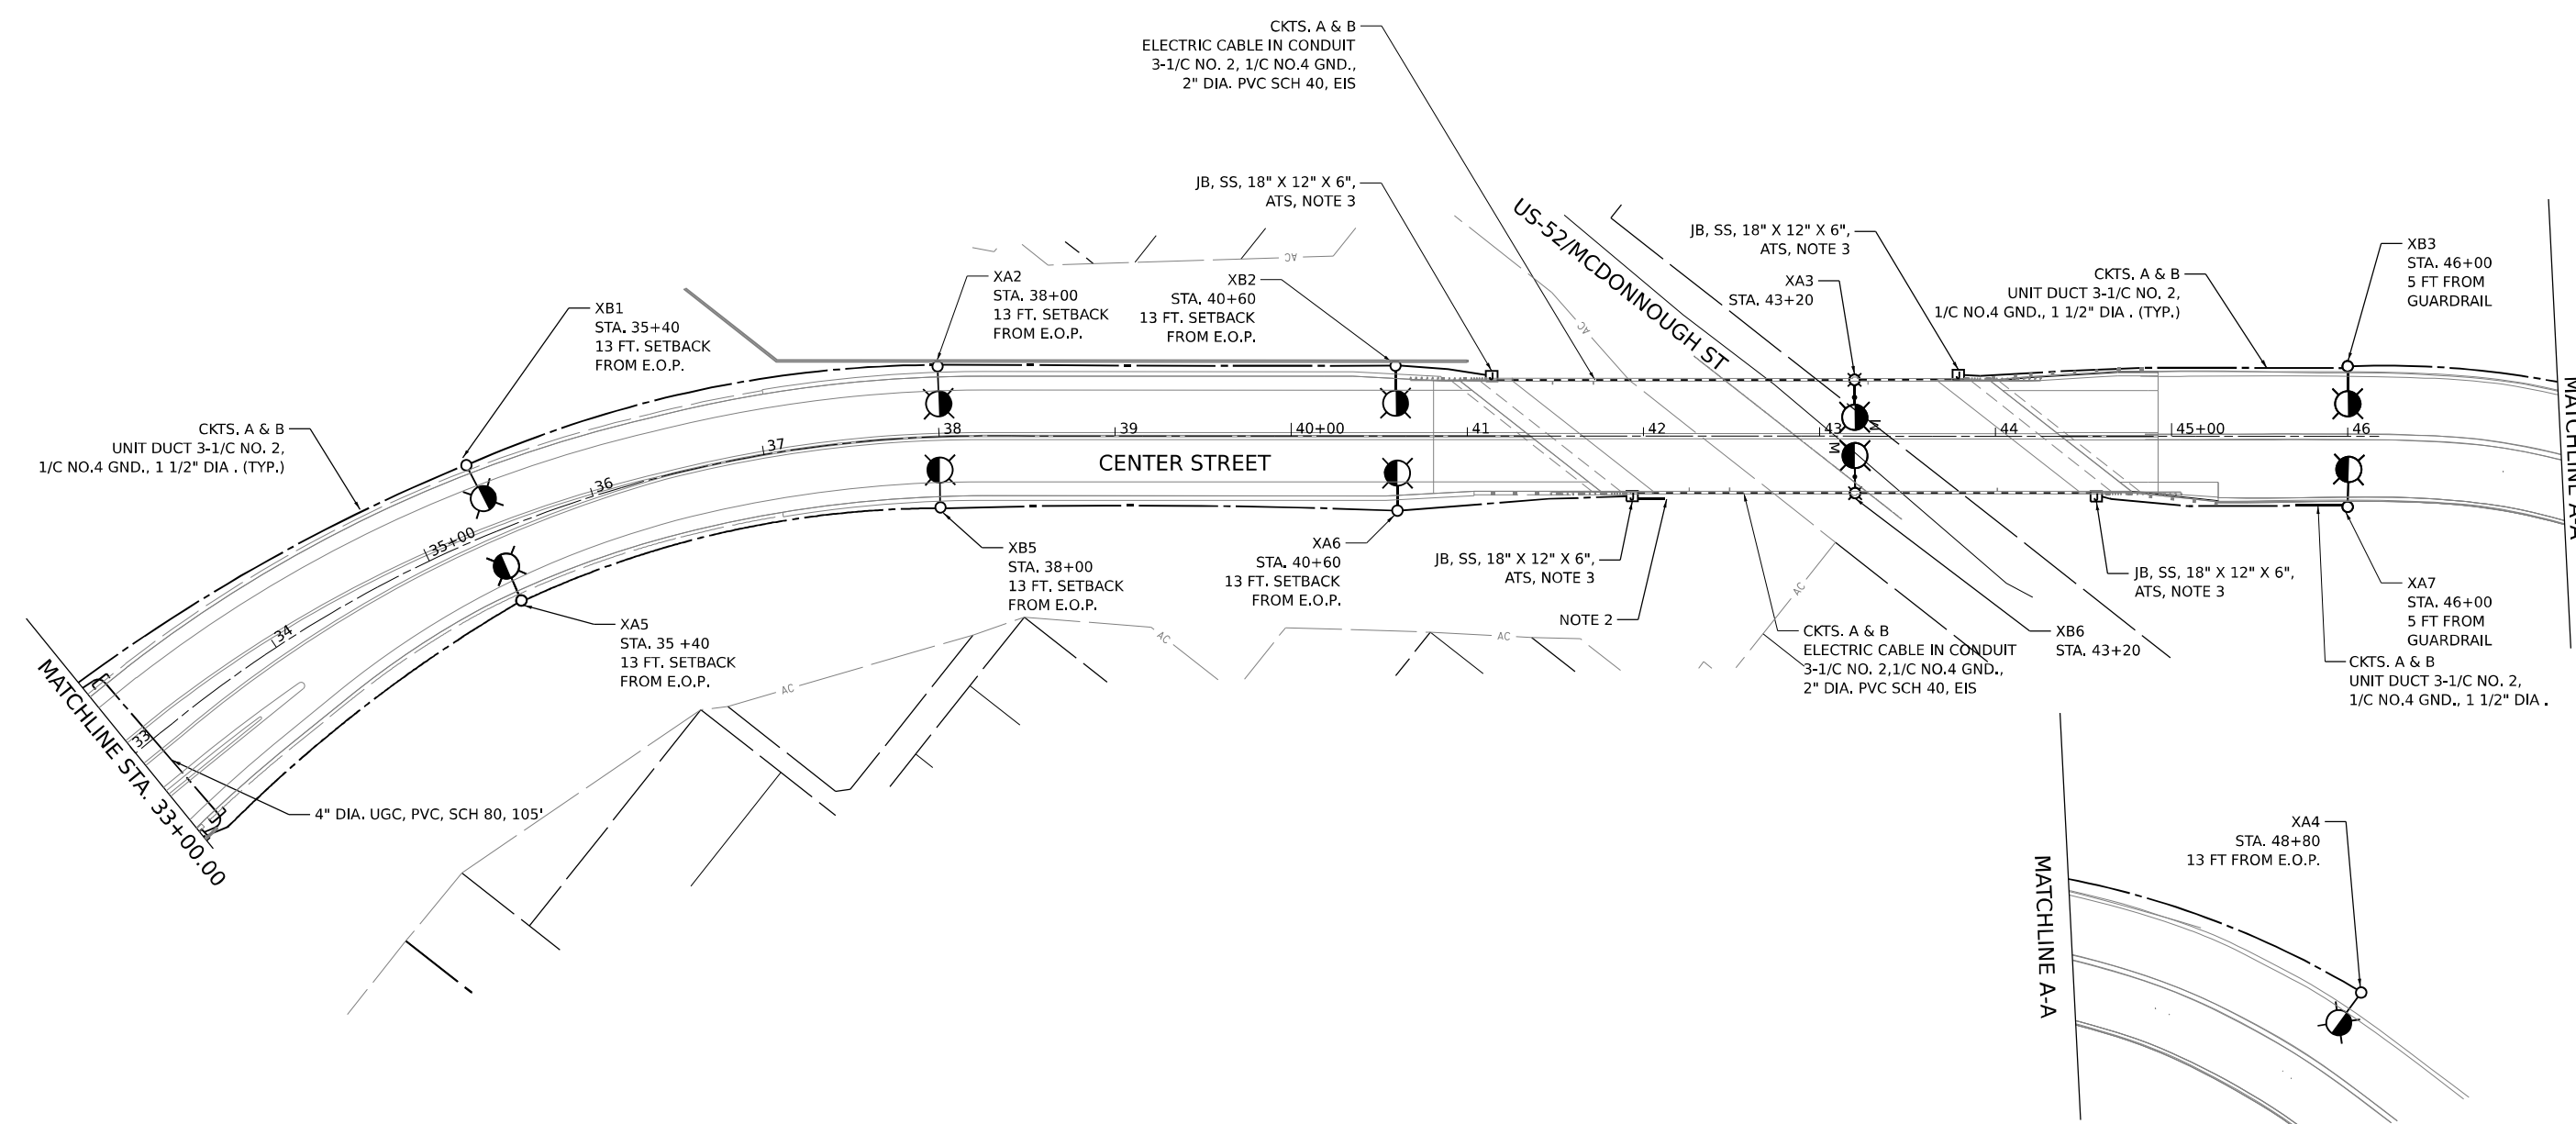 CKTS. A & B
ELECTRIC CABLE IN CONDUIT
3-1/C NO. 2, 1/C NO.4 GND.,
2" DIA. PVC SCH 40, EIS
JB, SS, 18" X 12" X 6",
ATS, NOTE 3
US-52/MCDONNOUGH ST
JB, SS, 18" X 12" X 6",
ATS, NOTE 3
XA3
STA. 43+20
CKTS. A & B
UNIT DUCT 3-1/C NO. 2,
1/C NO.4 GND., 1 1/2" DIA . (TYP.)
XB3
STA. 46+00
5 FT FROM
GUARDRAIL
XA2
STA. 38+00
13 FT. SETBACK
FROM E.O.P.
XB2
STA. 40+60
13 FT. SETBACK
FROM E.O.P.
XB1
STA. 35+40
13 FT. SETBACK
FROM E.O.P.
CKTS. A & B
UNIT DUCT 3-1/C NO. 2,
1/C NO.4 GND., 1 1/2" DIA . (TYP.)
AC
AC
J
J
M
M
33
34
35+00
36
37
38
39
40+00
41
42
43
44
45+00
46
CENTER STREET
MATCHLINE A-A
J
J
XB5
STA. 38+00
13 FT. SETBACK
FROM E.O.P.
XA6
STA. 40+60
13 FT. SETBACK
FROM E.O.P.
JB, SS, 18" X 12" X 6",
ATS, NOTE 3
NOTE 2
XA5
STA. 35 +40
13 FT. SETBACK
FROM E.O.P.
AC
AC
AC
AC
CKTS. A & B
ELECTRIC CABLE IN CONDUIT
3-1/C NO. 2,1/C NO.4 GND.,
2" DIA. PVC SCH 40, EIS
XB6
STA. 43+20
JB, SS, 18" X 12" X 6",
ATS, NOTE 3
XA7
STA. 46+00
5 FT FROM
GUARDRAIL
CKTS. A & B
UNIT DUCT 3-1/C NO. 2,
1/C NO.4 GND., 1 1/2" DIA .
MATCHLINE STA. 33+00.00
4" DIA. UGC, PVC, SCH 80, 105'
XA4
STA. 48+80
13 FT FROM E.O.P.
MATCHLINE A-A